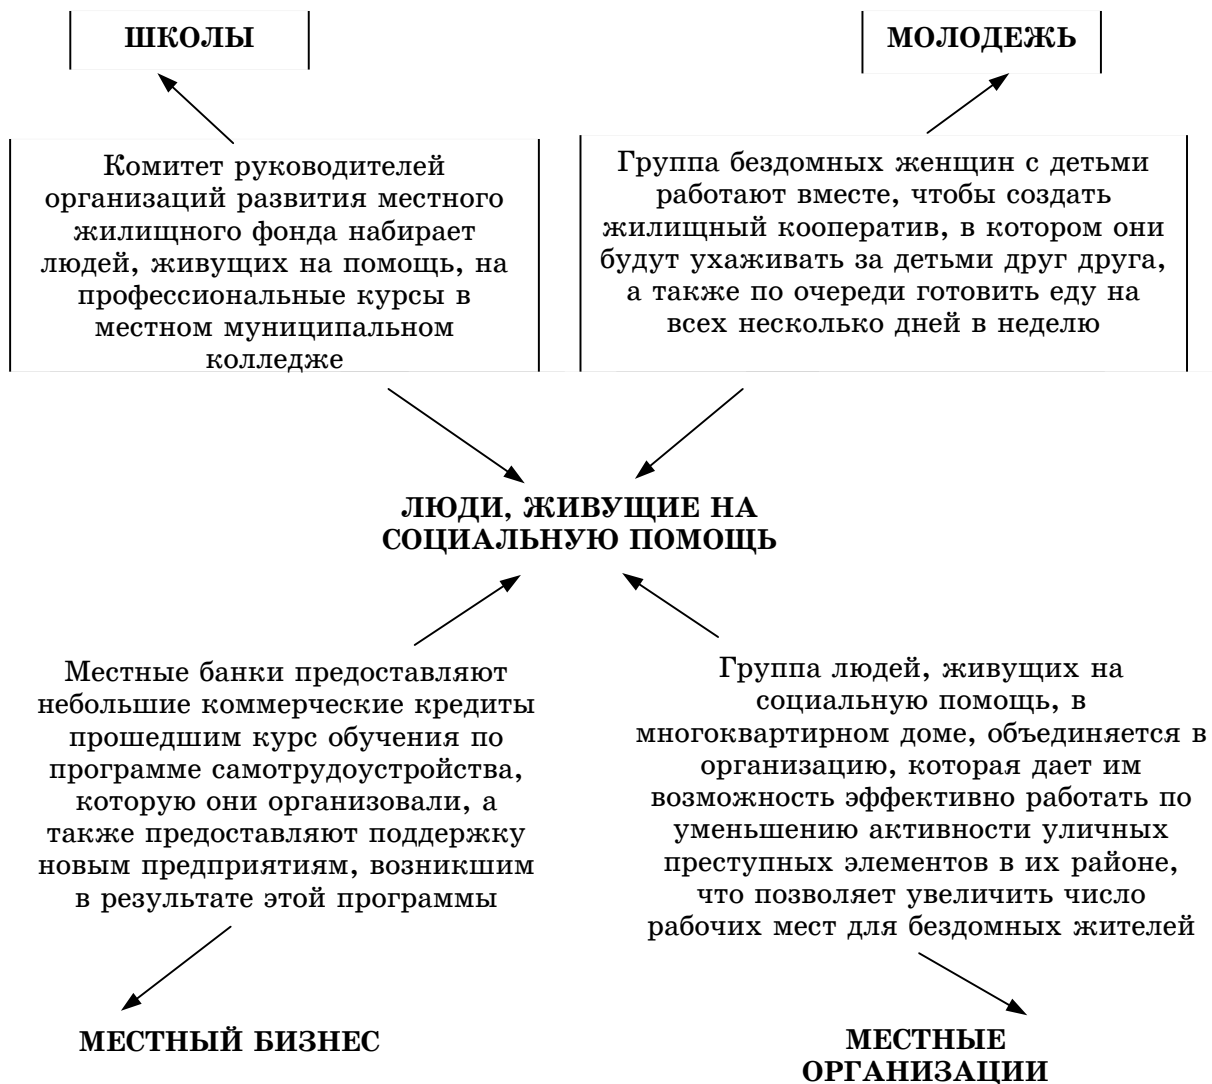 ШКОЛЫ
МОЛОДЕЖЬ
Комитет руководителей
организаций развития местного
жилищного фонда набирает
людей, живущих на помощь, на
профессиональные курсы в
местном муниципальном
колледже
Группа бездомных женщин с детьми
работают вместе, чтобы создать
жилищный кооператив, в котором они
будут ухаживать за детьми друг друга,
а также по очереди готовить еду на
всех несколько дней в неделю
ЛЮДИ, ЖИВУЩИЕ НА
СОЦИАЛЬНУЮ ПОМОЩЬ
Местные банки предоставляют
небольшие коммерческие кредиты
прошедшим курс обучения по
программе самотрудоустройства,
которую они организовали, а
также предоставляют поддержку
новым предприятиям, возникшим
в результате этой программы
Группа людей, живущих на
социальную помощь, в
многоквартирном доме, объединяется в
организацию, которая дает им
возможность эффективно работать по
уменьшению активности уличных
преступных элементов в их районе,
что позволяет увеличить число
рабочих мест для бездомных жителей
МЕСТНЫЙ БИЗНЕС
МЕСТНЫЕ
ОРГАНИЗАЦИИ